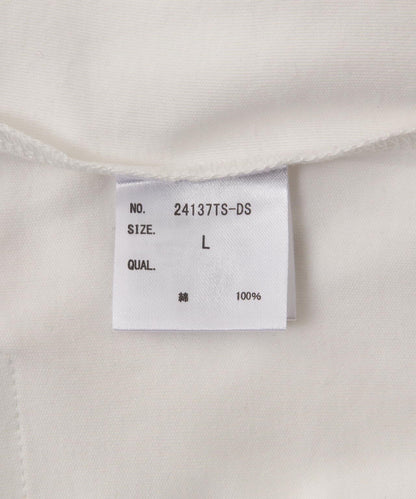 NO. 24137TS-DS
SIZE.
L
QUAL.
綿 100%